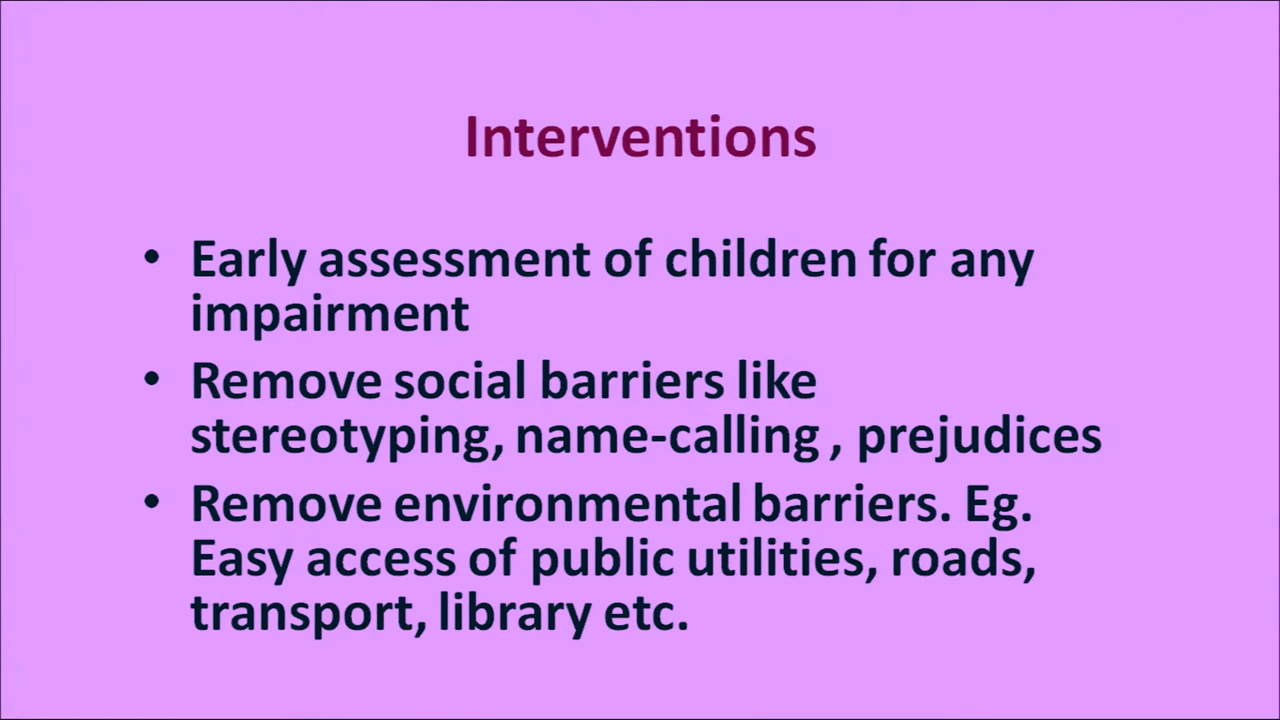 Interventions
• Early assessment of children for any
impairment
• Remove social barriers like
stereotyping, name-calling , prejudices
• Remove environmental barriers. Eg.
Easy access of public utilities, roads,
transport, library etc.